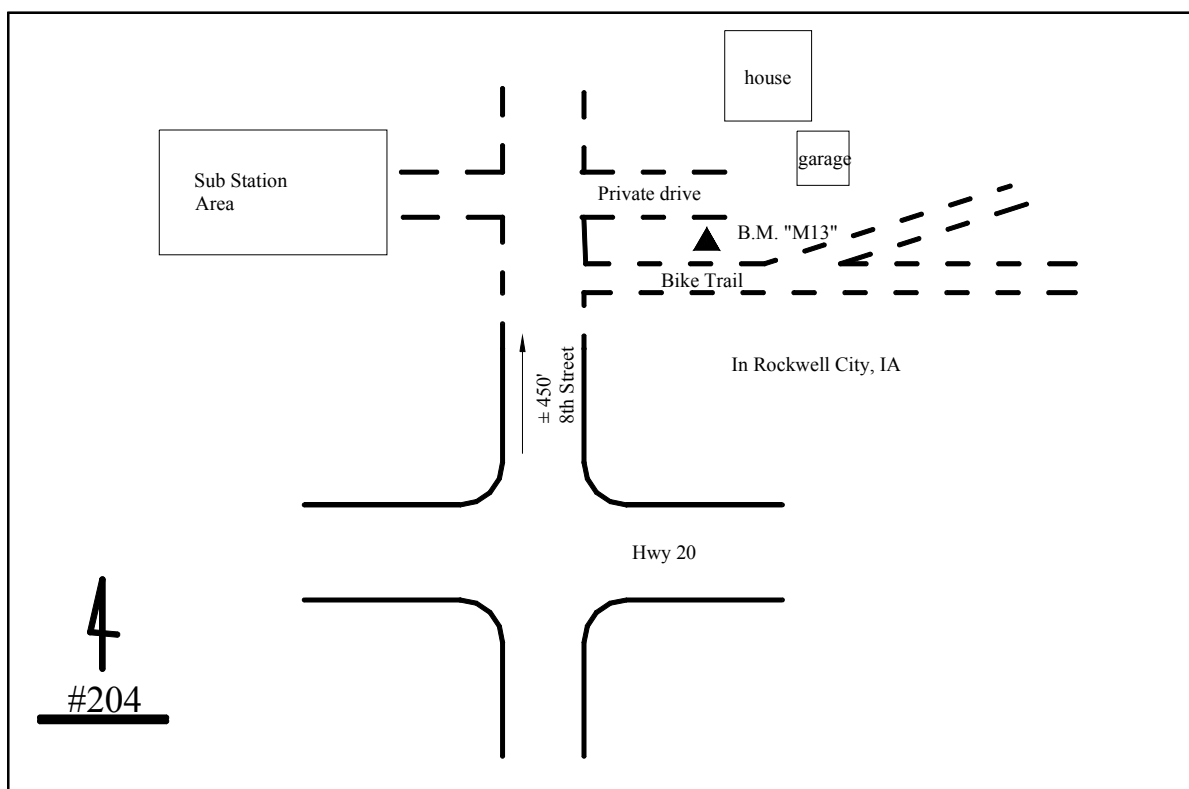 house
garage
Sub Station
Area
Private drive
B.M. "M13"
Bike Trail
In Rockwell City, IA
± 450'
8th Street
Hwy 20
#204